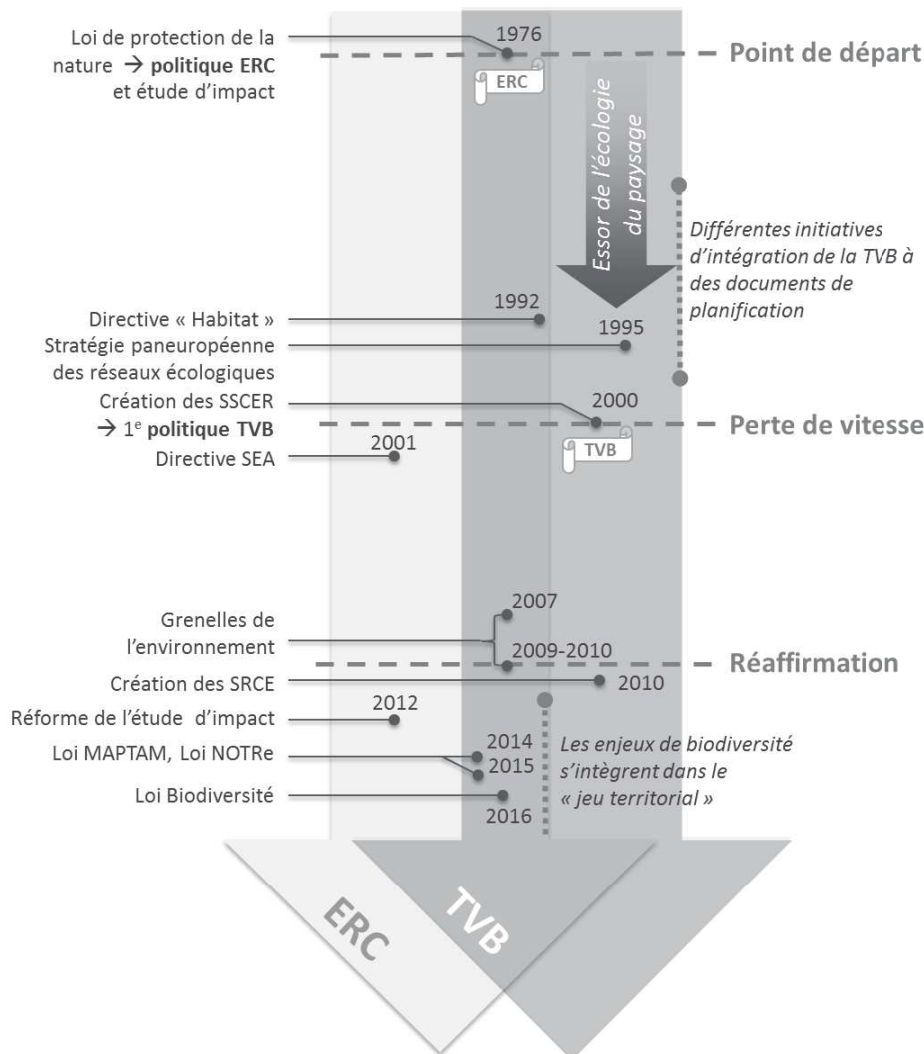 Loi de protection de la
nature → politique ERC
et étude d’impact
1976
ERC
Point de départ
Essor de l’écologie
du paysage
Différentes initiatives
d’intégration de la TVB à
des documents de
planification
Directive « Habitat »
1992
Stratégie paneuropéenne
des réseaux écologiques
1995
Création des SSCER
→ 1e politique TVB
2000
TVB
Perte de vitesse
Directive SEA
2001
Grenelles de
l’environnement
2007
2009-2010
Réaffirmation
Création des SRCE
2010
Réforme de l’étude d’impact
2012
Loi MAPTAM, Loi NOTRe
2014
2015
Loi Biodiversité
2016
Les enjeux de biodiversité
s’intègrent dans le
« jeu territorial »
ERC
TVB